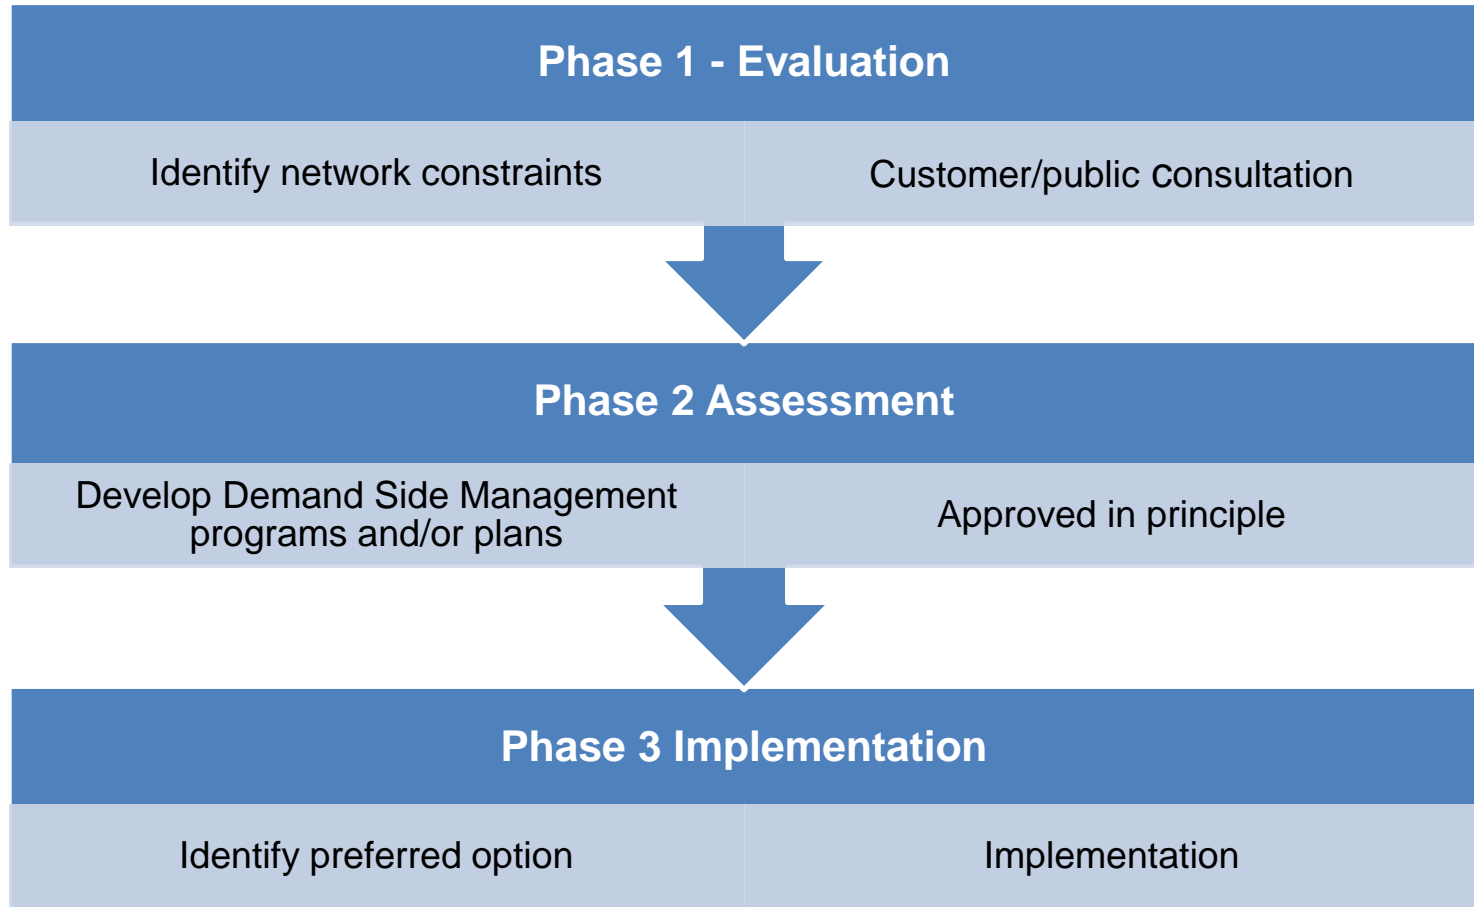 Phase 1 - Evaluation
Identify network constraints
Customer/public consultation
Phase 2 Assessment
Develop Demand Side Management
programs and/or plans
Approved in principle
Phase 3 Implementation
Identify preferred option
Implementation